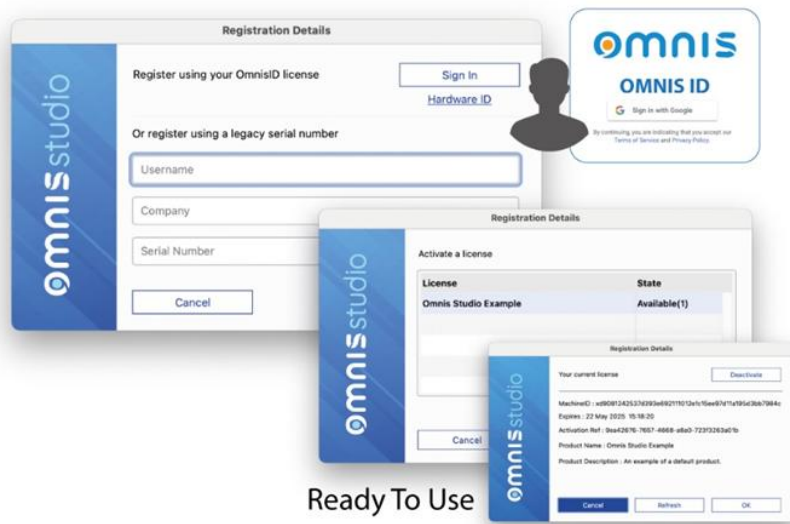 Registration Details
omnis studio
Register using your OmnisID license
Sign In
Hardware ID
Or register using a legacy serial number
Username
Company
Serial Number
Cancel
omnis
OMNIS ID
G Sign in with Google
By continuing, you are indicating that you accept our
Terms of Service and Privacy Policy.
Registration Details
omnis studio
Activate a license
License State
Omnis Studio Example Available(1)
Cancel
Registration Details
omnis studio
Your current license
Deactivate
Expires : 22 May 2025 15:18:20
Product Name : Omnis Studio Example
Product Description : An example of a default product.
Cancel Refresh OK
Ready To Use